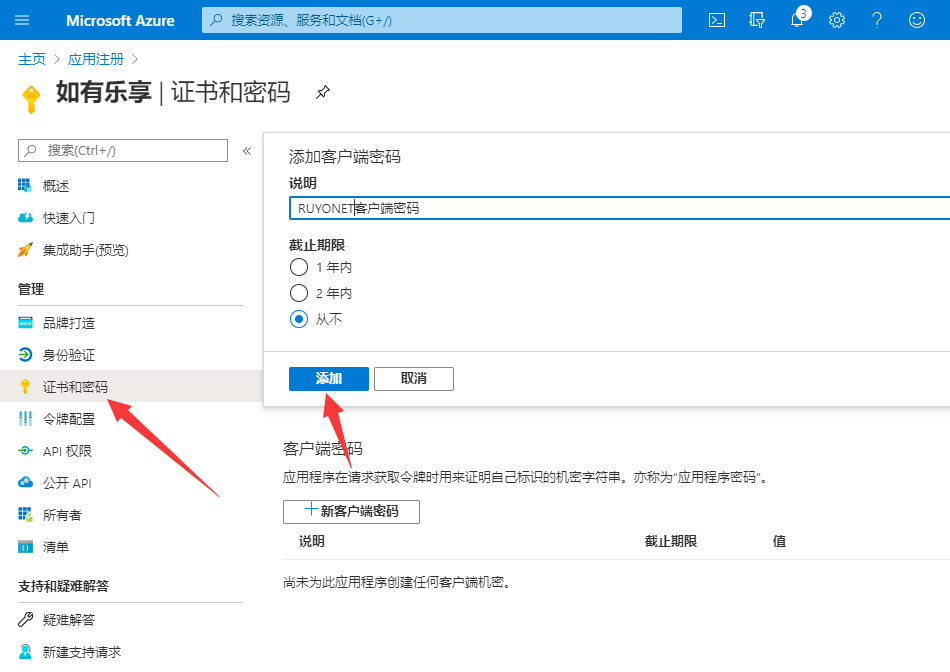 Microsoft Azure
搜索资源、服务和文档(G+/)
3
主页 > 应用注册 >
如有乐享 | 证书和密码
搜索(Ctrl+/)
«
概述
快速入门
集成助手(预览)
管理
品牌打造
身份验证
证书和密码
令牌配置
API 权限
公开 API
所有者
清单
支持和疑难解答
疑难解答
新建支持请求
添加客户端密码
说明
RUYONET客户端密码
截止期限
1 年内
2 年内
从不
添加
取消
客户端密码
应用程序在请求获取令牌时用来证明自己标识的机密字符串。亦称为“应用程序密码”。
新客户端密码
说明 截止期限 值
尚未为此应用程序创建任何客户端机密。